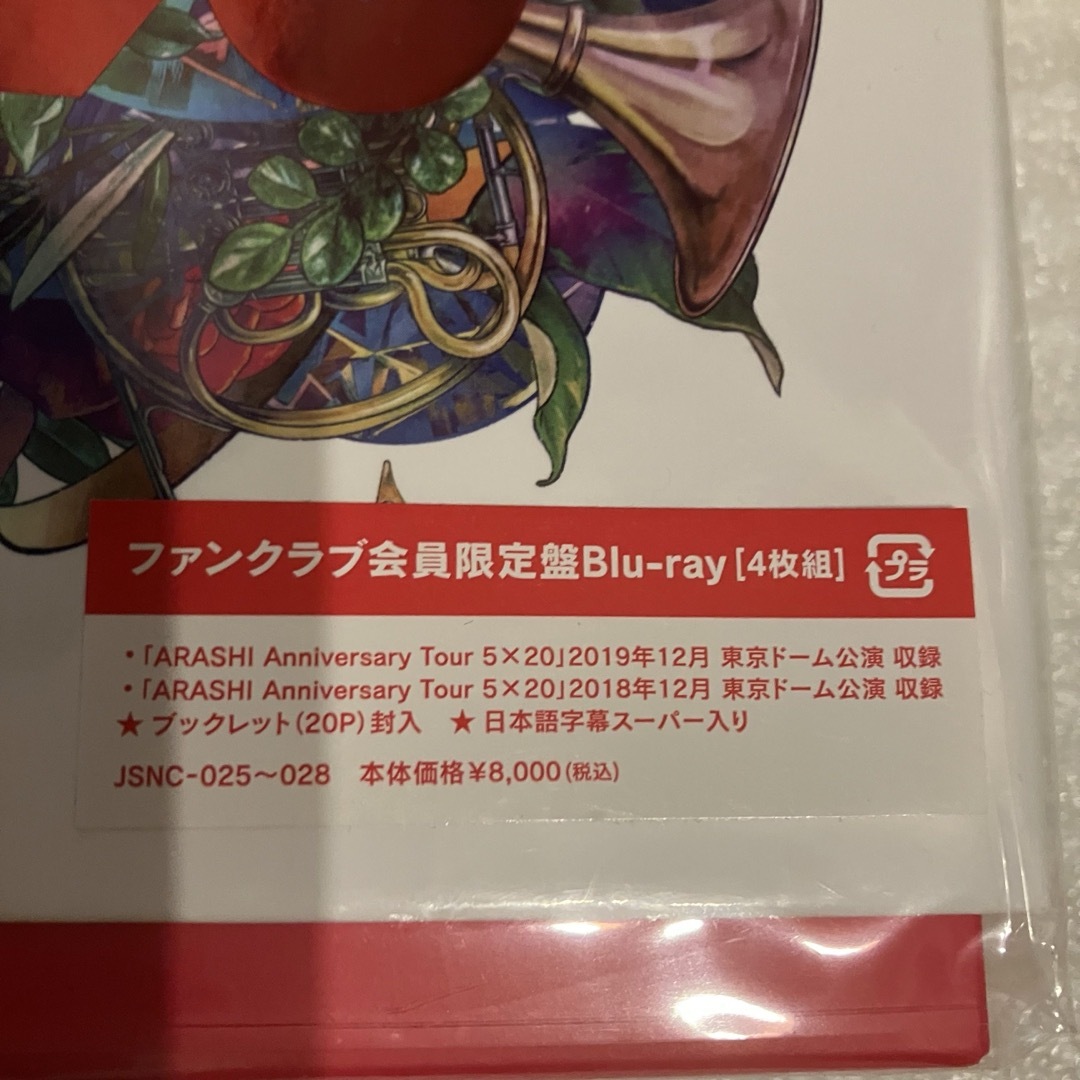 ファンクラブ会員限定盤Blu-ray[4枚組] プラ
・「ARASHI Anniversary Tour 5×20」2019年12月 東京ドーム公演 収録
・「ARASHI Anniversary Tour 5×20」2018年12月 東京ドーム公演 収録
★ ブックレット(20P)封入　★ 日本語字幕スーパー入り
JSNC-025〜028　本体価格¥8,000(税込)